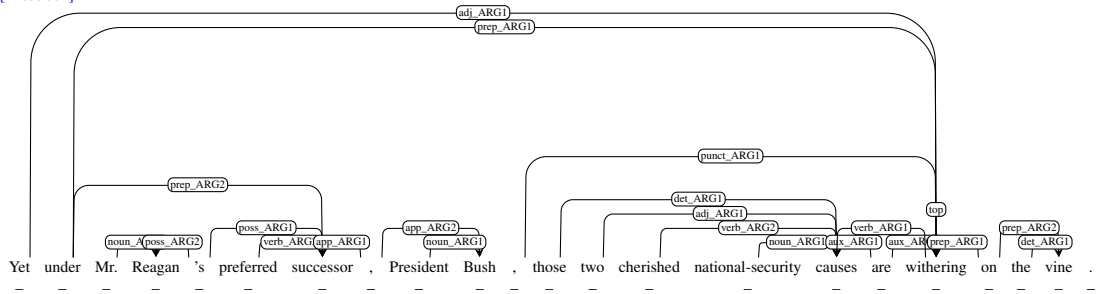 adj_ARG1
prep_ARG1
punct_ARG1
prep_ARG2
det_ARG1
adj_ARG1
top
poss_ARG1 app_ARG2 verb_ARG2 verb_ARG1 prep_ARG2
noun_A poss_ARG2 verb_ARG app_ARG1 noun_ARG1 noun_ARG1 aux_ARG1 aux_AR prep_ARG1 det_ARG1
Yet under Mr. Reagan 's preferred successor , President Bush , those two cherished national-security causes are withering on the vine .